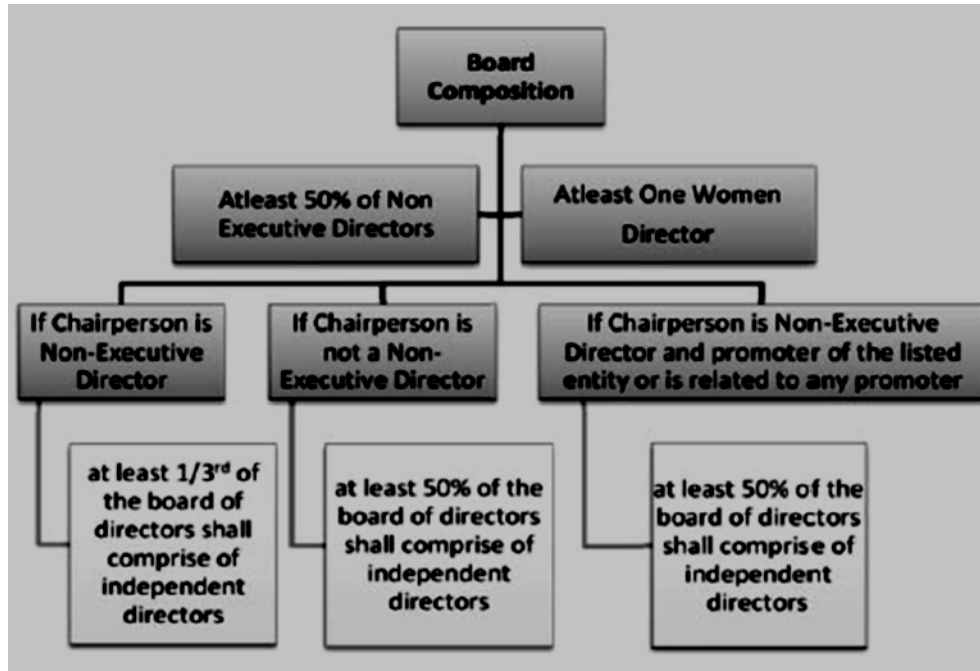 Board
Composition
Atleast 50% of Non
Executive Directors
Atleast One Women
Director
If Chairperson is
Non-Executive
Director
If Chairperson is
not a Non-
Executive Director
If Chairperson is Non-Executive
Director and promoter of the listed
entity or is related to any promoter
at least 1/3rd of
the board of
directors shall
comprise of
independent
directors
at least 50% of the
board of directors
shall comprise of
independent
directors
at least 50% of the
board of directors
shall comprise of
independent
directors